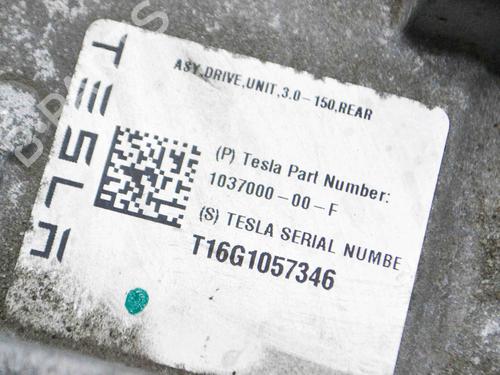 TESLA
ASY,DRIVE,UNIT,3.0-150,REAR
(P) Tesla Part Number:
1037000-00-F
(S) TESLA SERIAL NUMBE
T16G1057346